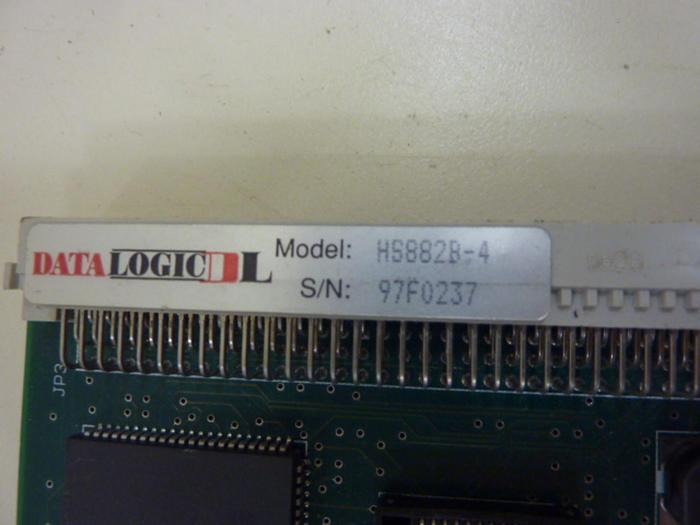 DATALOGIC DL
Model: HS882B-4
S/N: 97F0237
JP3